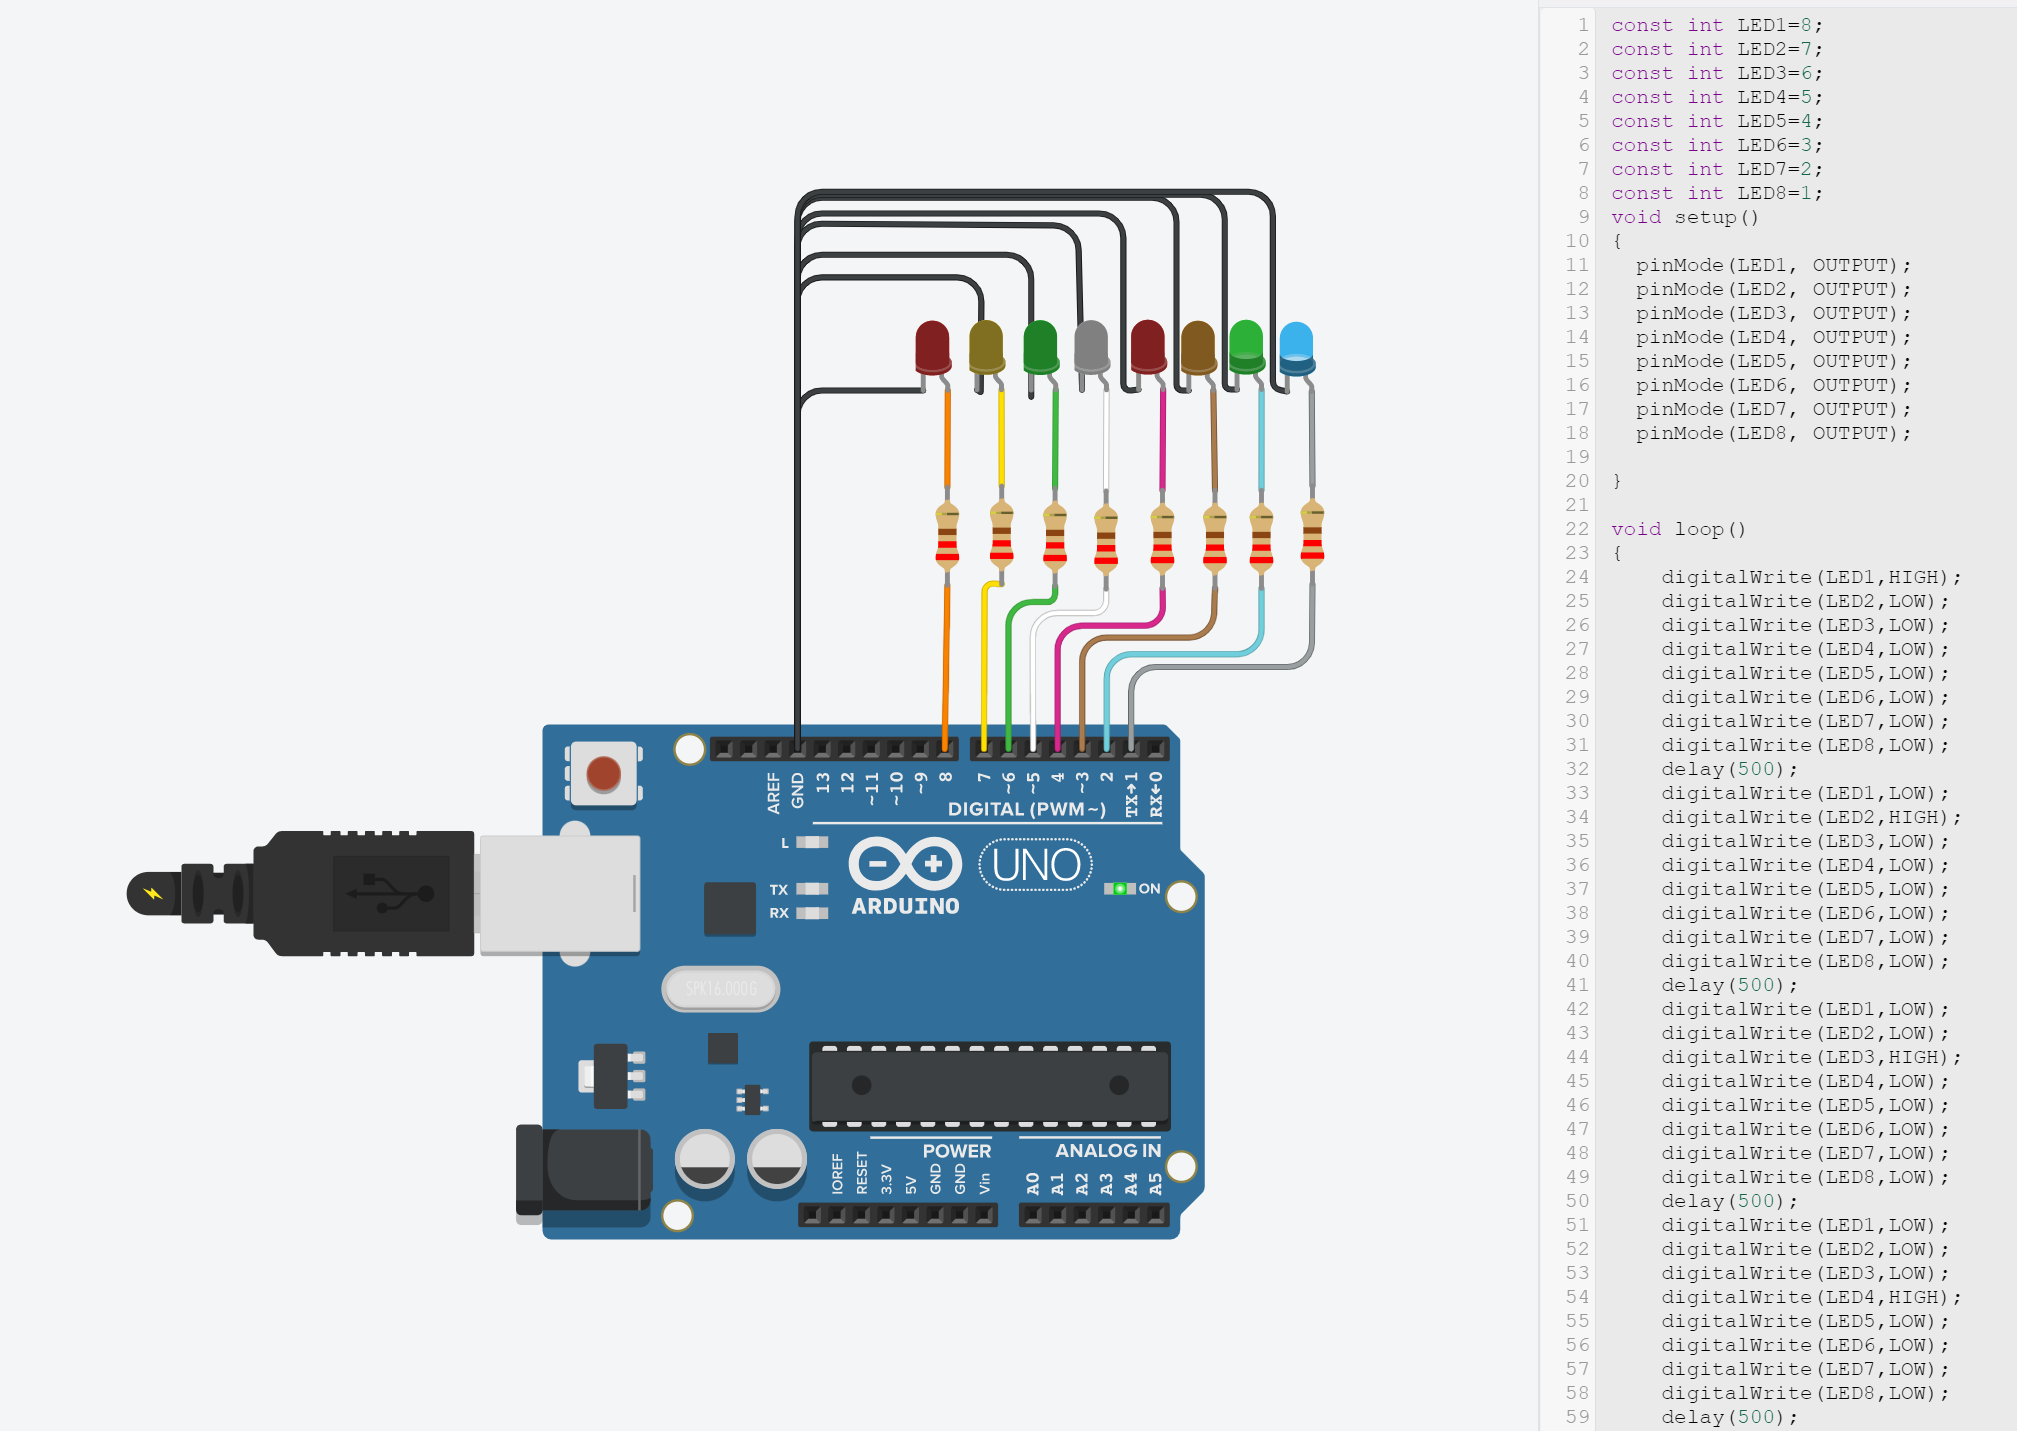 AREF
GND
13
12
~11
~10
~9
8
7
~6
~5
4
~3
2
TX→1
RX←0
DIGITAL (PWM~)
L
TX
RX
UNO
ON
ARDUINO
SPK16.000G
POWER
ANALOG IN
IOREF
RESET
3.3V
5V
GND
GND
Vin
A0
A1
A2
A3
A4
A5
1 const int LED1=8;
2 const int LED2=7;
3 const int LED3=6;
4 const int LED4=5;
5 const int LED5=4;
6 const int LED6=3;
7 const int LED7=2;
8 const int LED8=1;
9 void setup()
10 {
11 pinMode(LED1, OUTPUT);
12 pinMode(LED2, OUTPUT);
13 pinMode(LED3, OUTPUT);
14 pinMode(LED4, OUTPUT);
15 pinMode(LED5, OUTPUT);
16 pinMode(LED6, OUTPUT);
17 pinMode(LED7, OUTPUT);
18 pinMode(LED8, OUTPUT);
19
20 }
21
22 void loop()
23 {
24 digitalWrite(LED1,HIGH);
25 digitalWrite(LED2,LOW);
26 digitalWrite(LED3,LOW);
27 digitalWrite(LED4,LOW);
28 digitalWrite(LED5,LOW);
29 digitalWrite(LED6,LOW);
30 digitalWrite(LED7,LOW);
31 digitalWrite(LED8,LOW);
32 delay(500);
33 digitalWrite(LED1,LOW);
34 digitalWrite(LED2,HIGH);
35 digitalWrite(LED3,LOW);
36 digitalWrite(LED4,LOW);
37 digitalWrite(LED5,LOW);
38 digitalWrite(LED6,LOW);
39 digitalWrite(LED7,LOW);
40 digitalWrite(LED8,LOW);
41 delay(500);
42 digitalWrite(LED1,LOW);
43 digitalWrite(LED2,LOW);
44 digitalWrite(LED3,HIGH);
45 digitalWrite(LED4,LOW);
46 digitalWrite(LED5,LOW);
47 digitalWrite(LED6,LOW);
48 digitalWrite(LED7,LOW);
49 digitalWrite(LED8,LOW);
50 delay(500);
51 digitalWrite(LED1,LOW);
52 digitalWrite(LED2,LOW);
53 digitalWrite(LED3,LOW);
54 digitalWrite(LED4,HIGH);
55 digitalWrite(LED5,LOW);
56 digitalWrite(LED6,LOW);
57 digitalWrite(LED7,LOW);
58 digitalWrite(LED8,LOW);
59 delay(500);